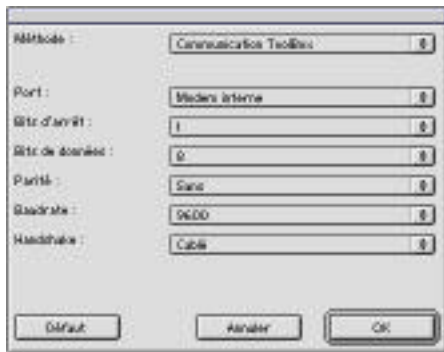 Méthode : Communication ToolBox
Port : Modem interne
Bits d'arrêt : 1
Bits de données : 8
Parité : Sans
Baudrate : 9600
Handshake : Cablé
Défaut Annuler OK